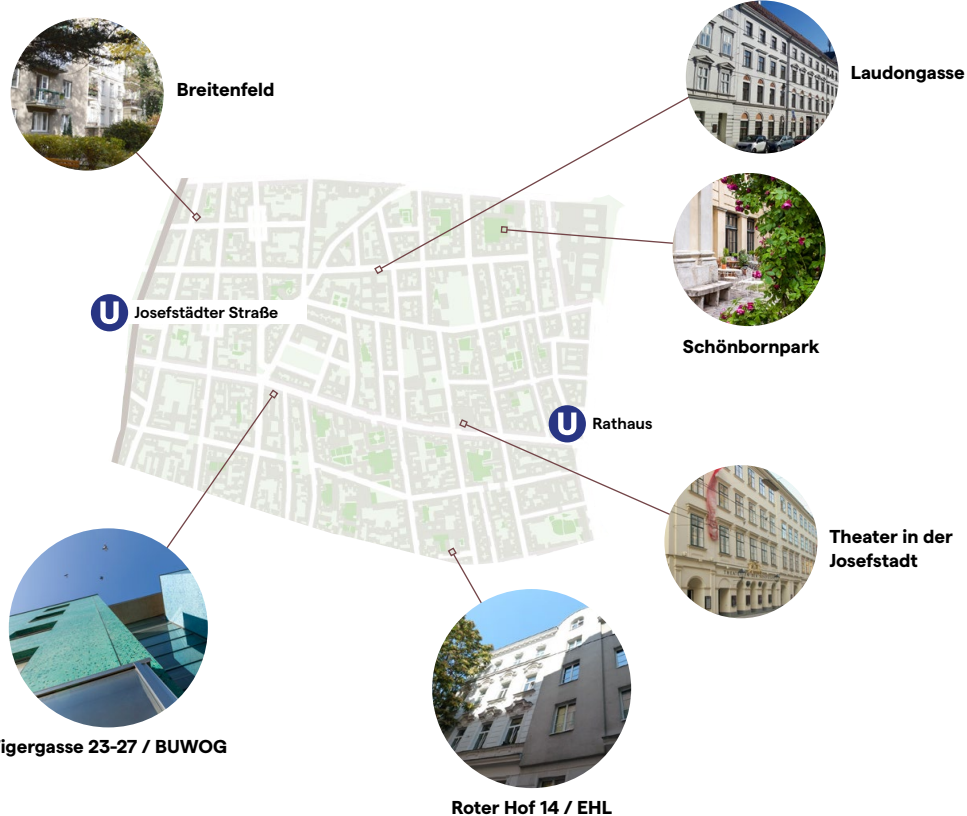 Breitenfeld
Laudongasse
Schönbornpark
U Josefstädter Straße
U Rathaus
Theater in der
Josefstadt
igergasse 23-27 / BUWOG
Roter Hof 14 / EHL